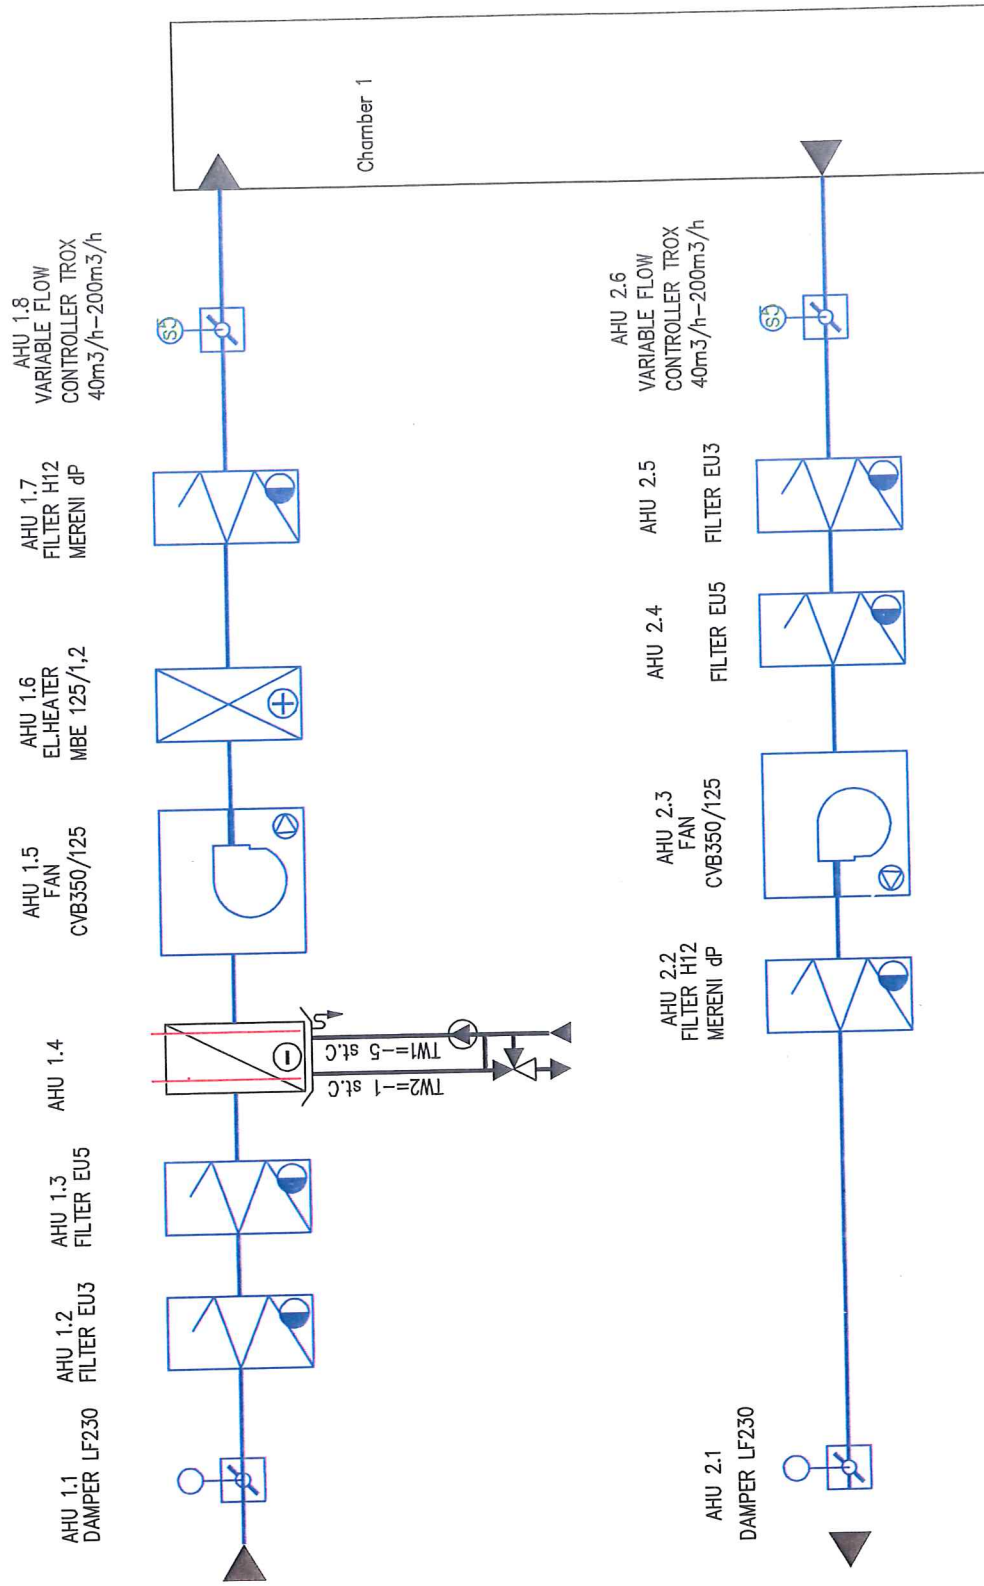 AHU 1.1
DAMPER LF230
AHU 1.2
FILTER EU3
AHU 1.3
FILTER EU5
AHU 1.4
TW2=-1 st.C
TW1=-5 st.C
AHU 1.5
FAN
CVB350/125
AHU 1.6
EL.HEATER
MBE 125/1,2
AHU 1.7
FILTER H12
MERENI dP
AHU 1.8
VARIABLE FLOW
CONTROLLER TROX
40m3/h-200m3/h
S5
Chamber 1
AHU 2.1
DAMPER LF230
AHU 2.2
FILTER H12
MERENI dP
AHU 2.3
FAN
CVB350/125
AHU 2.4
FILTER EU5
AHU 2.5
FILTER EU3
AHU 2.6
VARIABLE FLOW
CONTROLLER TROX
40m3/h-200m3/h
S5